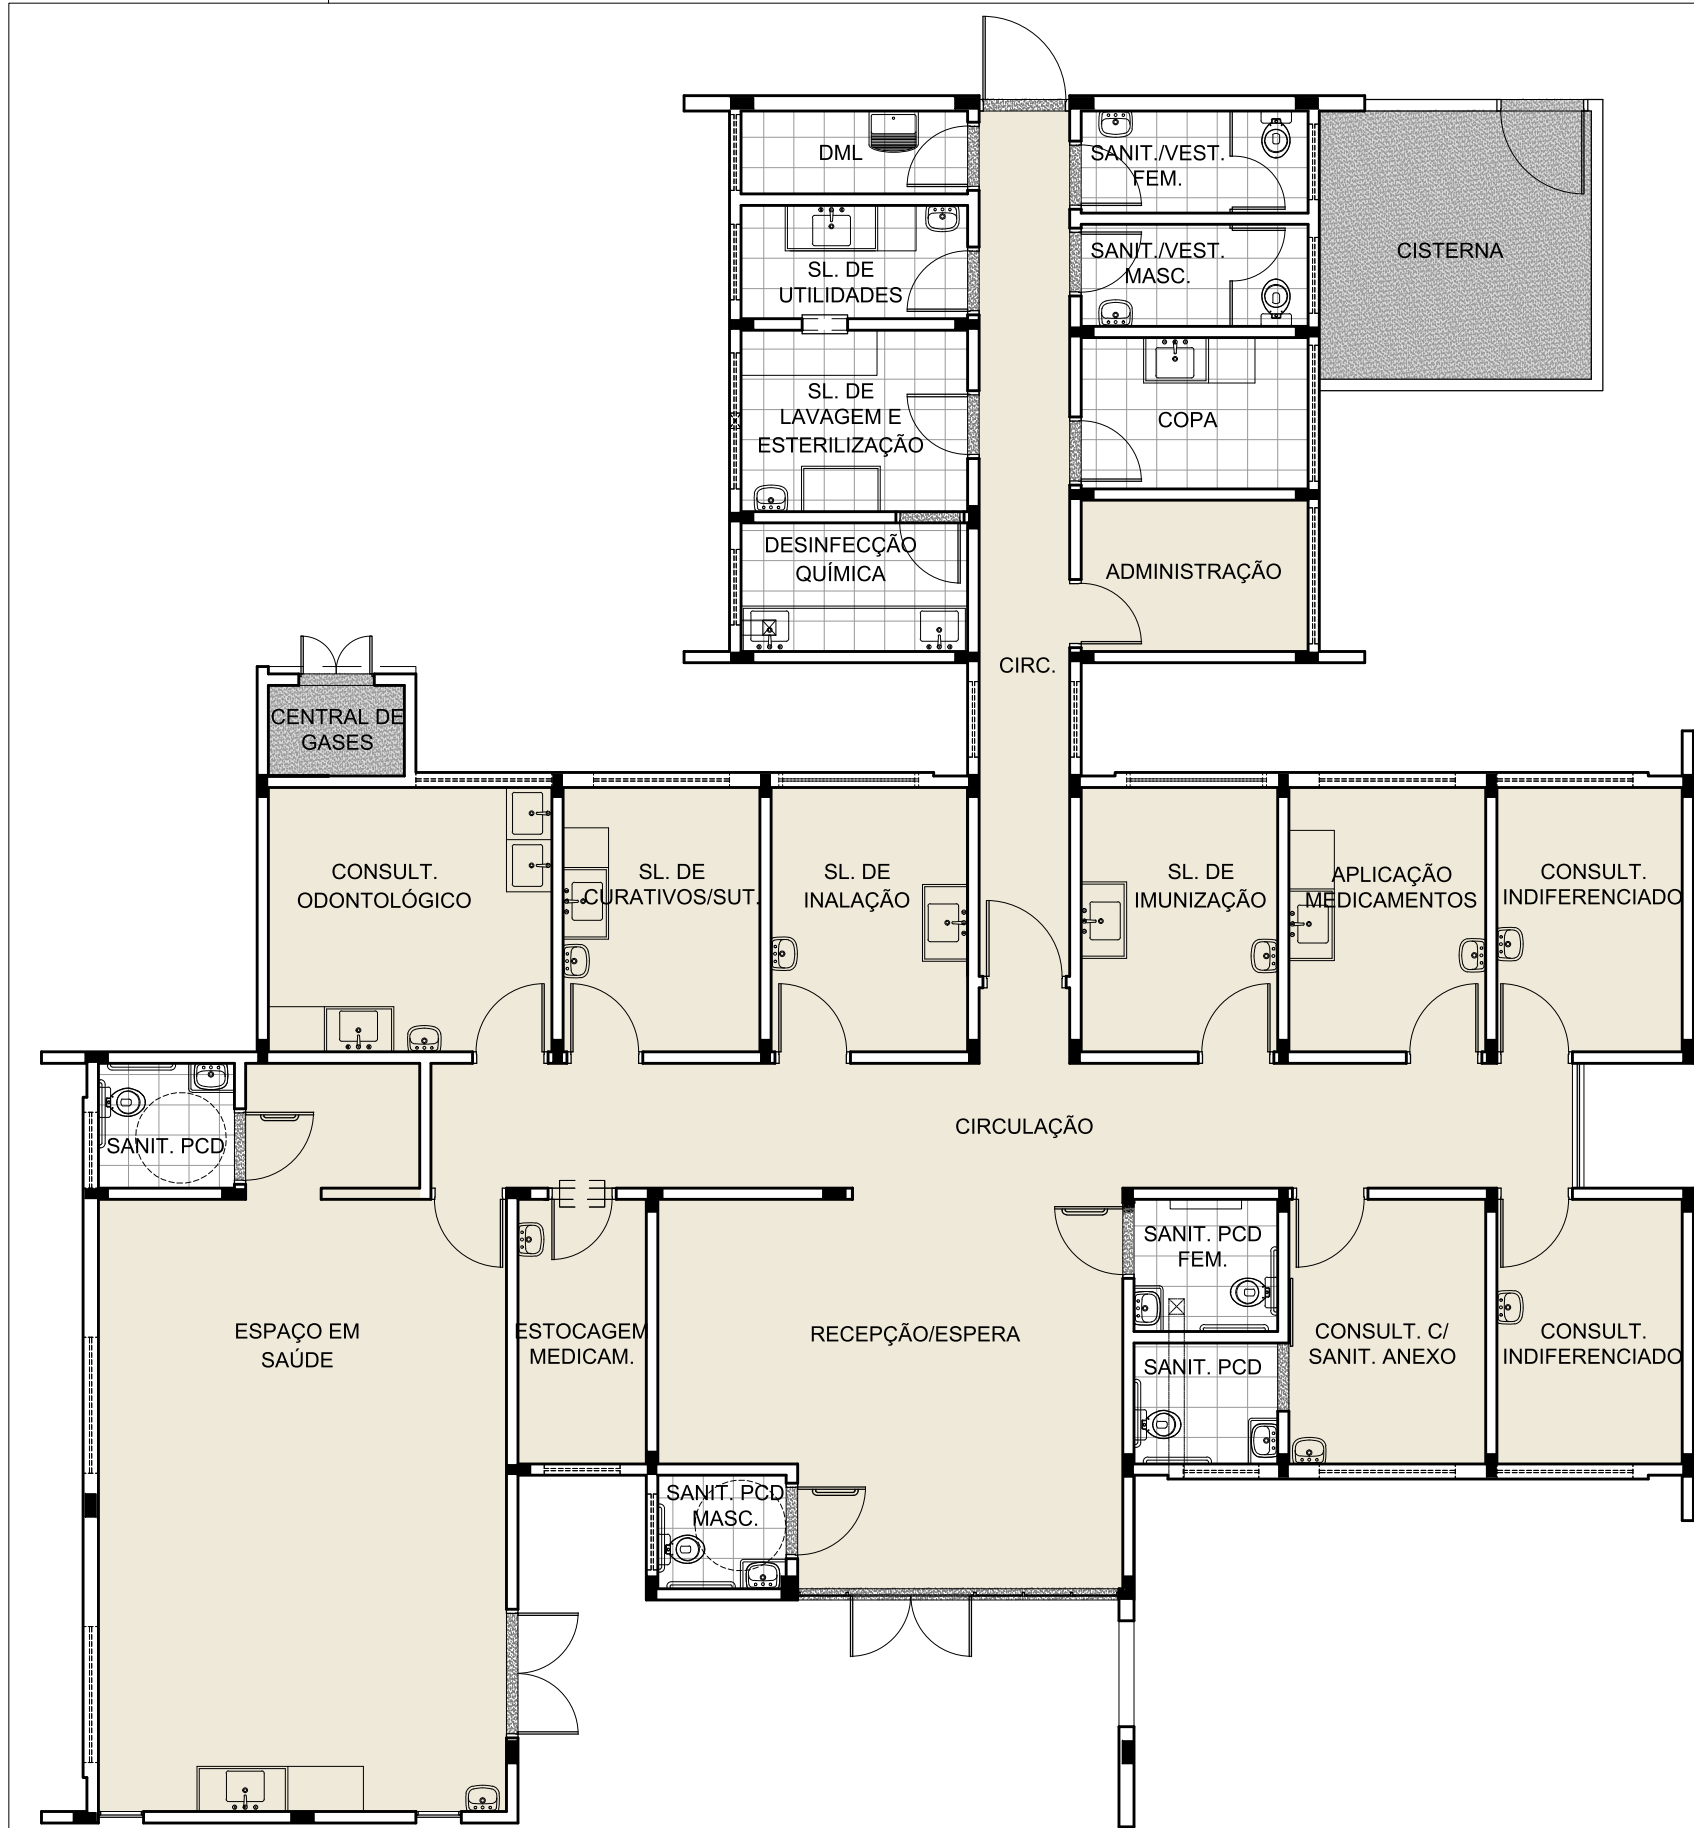 DML
SANIT./VEST.
FEM.
SANIT./VEST.
MASC.
CISTERNA
SL. DE
UTILIDADES
SL. DE
LAVAGEM E
ESTERILIZAÇÃO
COPA
DESINFECÇÃO
QUÍMICA
ADMINISTRAÇÃO
CIRC.
CENTRAL DE
GASES
CONSULT.
ODONTOLÓGICO
SL. DE
CURATIVOS/SUT.
SL. DE
INALAÇÃO
SL. DE
IMUNIZAÇÃO
APLICAÇÃO
MEDICAMENTOS
CONSULT.
INDIFERENCIADO
SANIT. PCD
CIRCULAÇÃO
ESPAÇO EM
SAÚDE
ESTOCAGEM
MEDICAM.
RECEPÇÃO/ESPERA
SANIT. PCD
FEM.
SANIT. PCD
CONSULT. C/
SANIT. ANEXO
CONSULT.
INDIFERENCIADO
SANIT. PCD
MASC.